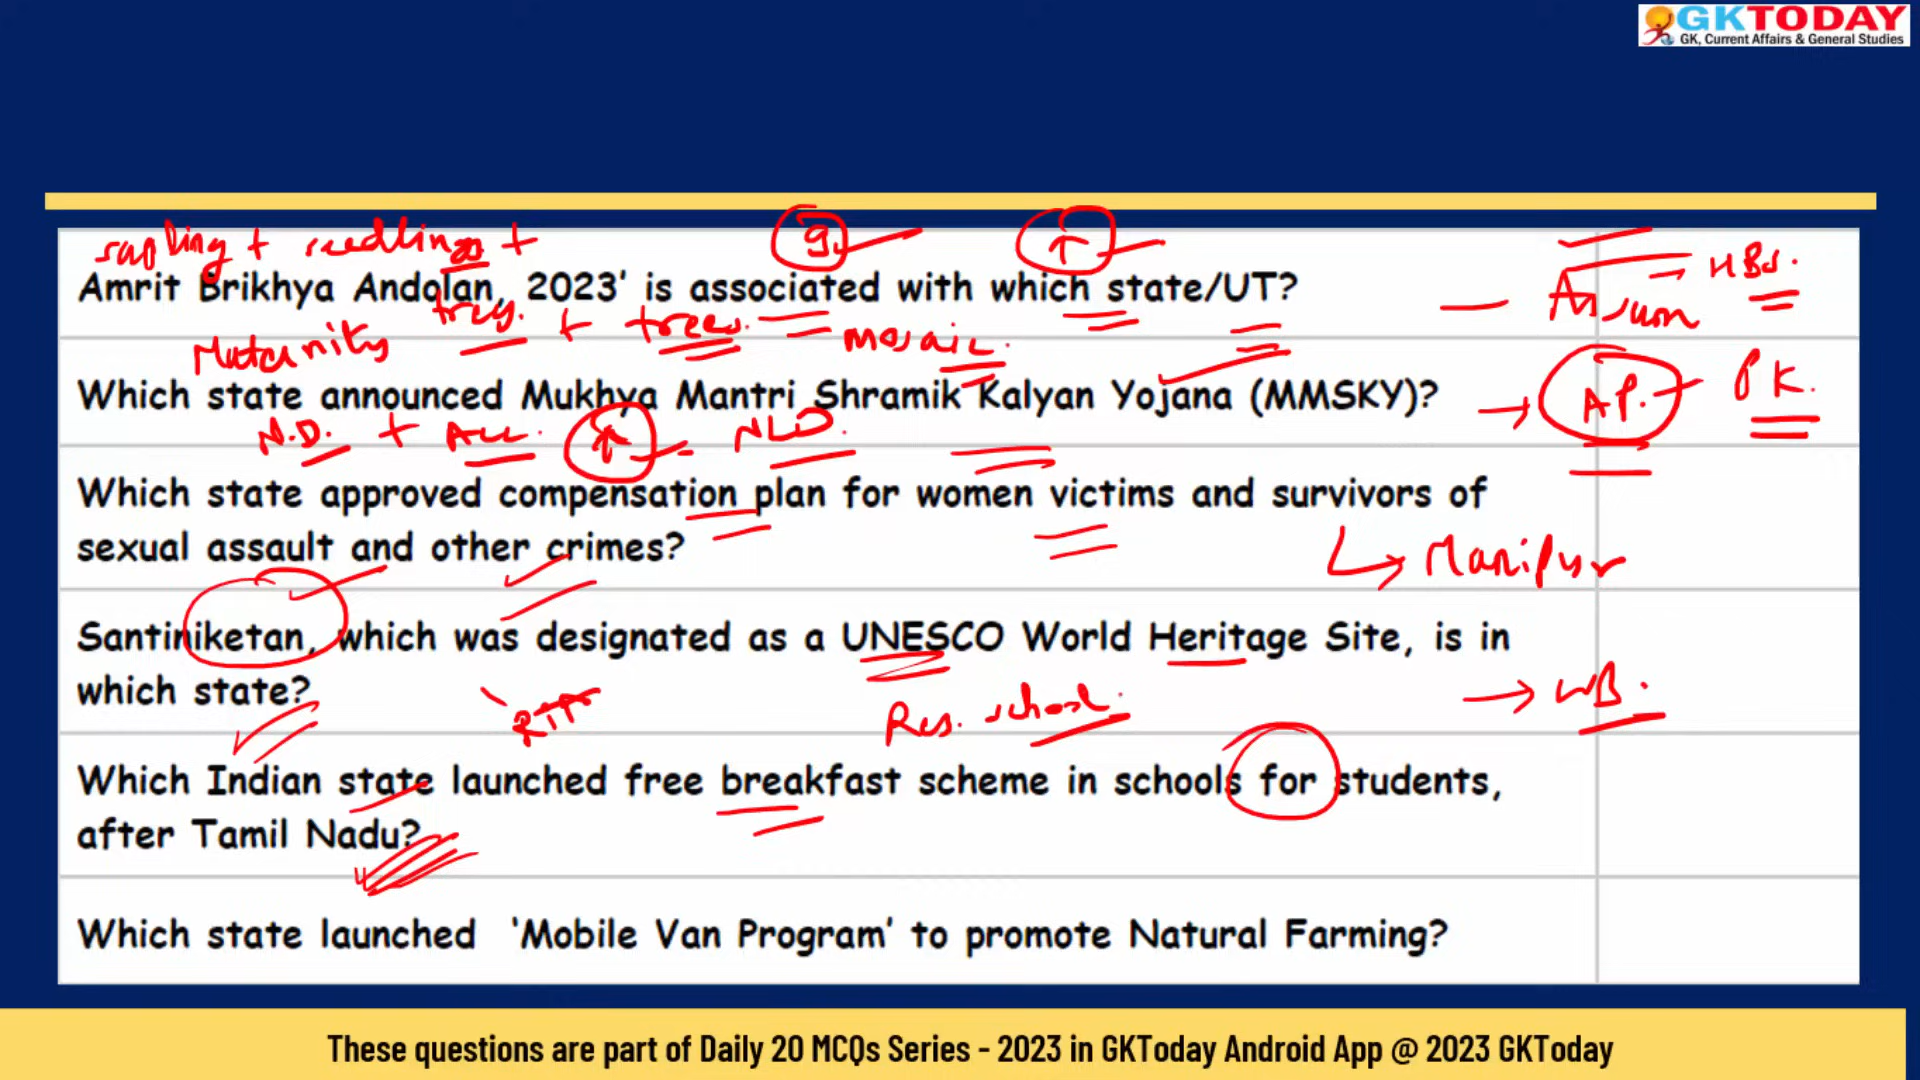 GKTODAY
GK, Current Affairs & General Studies
sapling + seedlings +
Amrit Brikhya Andolan, 2023' is associated with which state/UT?
Assam
HBS.
+ trees. mosaic.
Maternity
Which state announced Mukhya Mantri Shramik Kalyan Yojana (MMSKY)?
AP.
PK.
N.D. + Acc. NLD.
Which state approved compensation plan for women victims and survivors of
sexual assault and other crimes?
Manipur
Santiniketan, which was designated as a UNESCO World Heritage Site, is in
which state?
WB.
Res. school.
Which Indian state launched free breakfast scheme in schools for students,
after Tamil Nadu?
Which state launched 'Mobile Van Program' to promote Natural Farming?
These questions are part of Daily 20 MCQs Series - 2023 in GKToday Android App @ 2023 GKToday